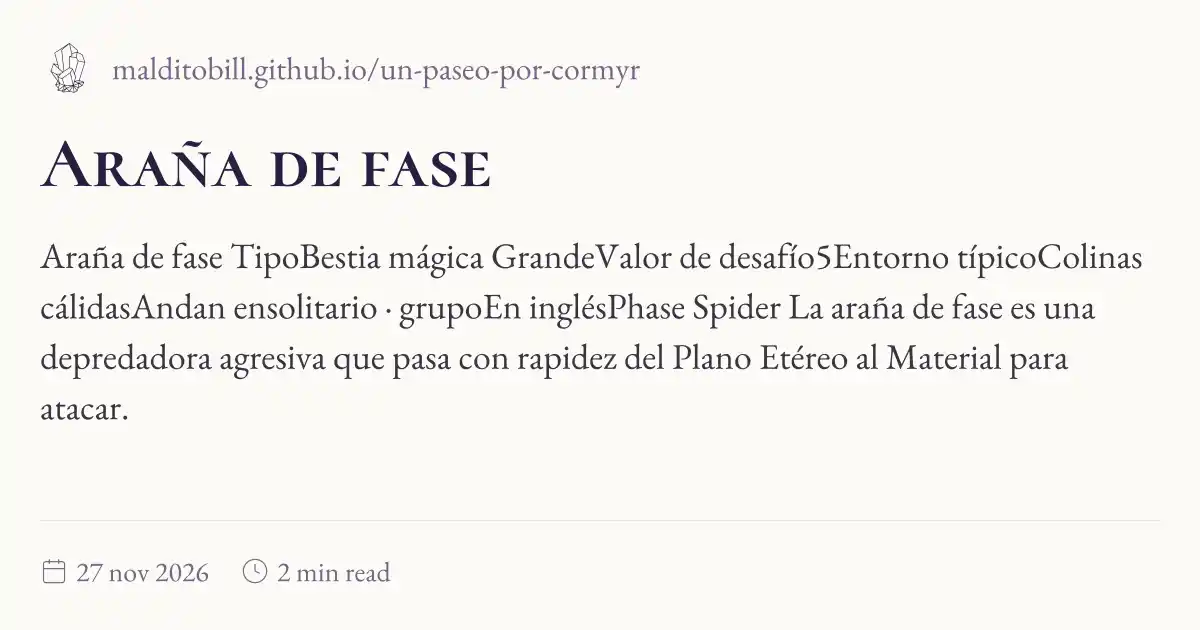 malditobill.github.io/un-paseo-por-cormyr
Araña de fase
Araña de fase TipoBestia mágica GrandeValor de desafío5Entorno típicoColinas
cálidasAndan ensolitario · grupoEn inglésPhase Spider La araña de fase es una
depredadora agresiva que pasa con rapidez del Plano Etéreo al Material para
atacar.
27 nov 2026 2 min read